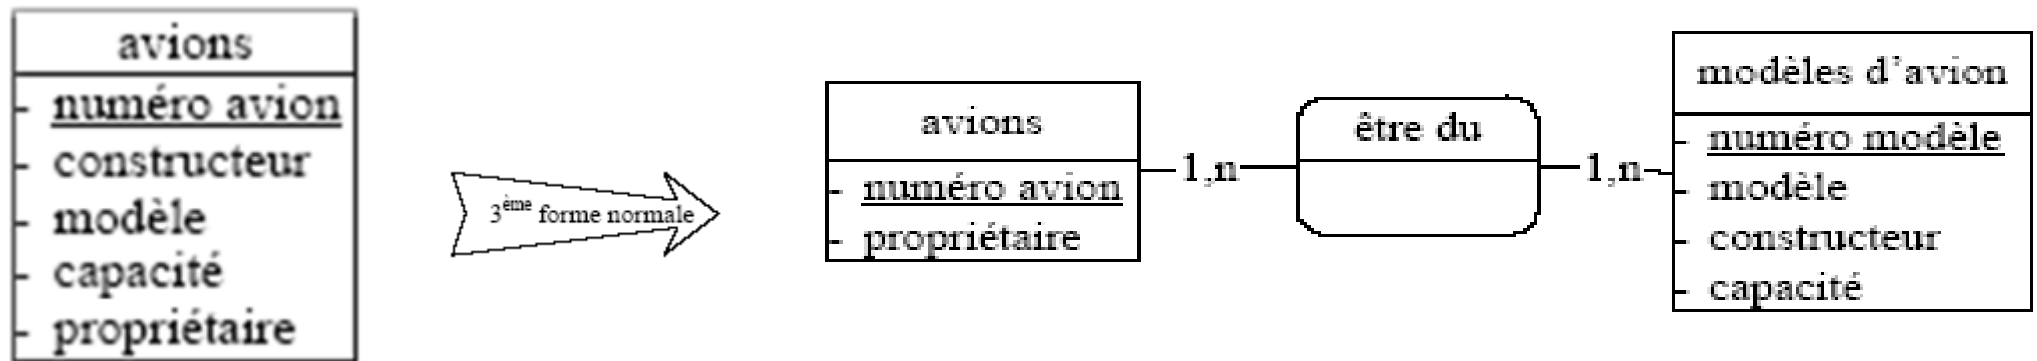 avions
- numéro avion
- constructeur
- modèle
- capacité
- propriétaire
3ème forme normale
avions
- numéro avion
- propriétaire
1,n
être du
1,n
modèles d'avion
- numéro modèle
- modèle
- constructeur
- capacité